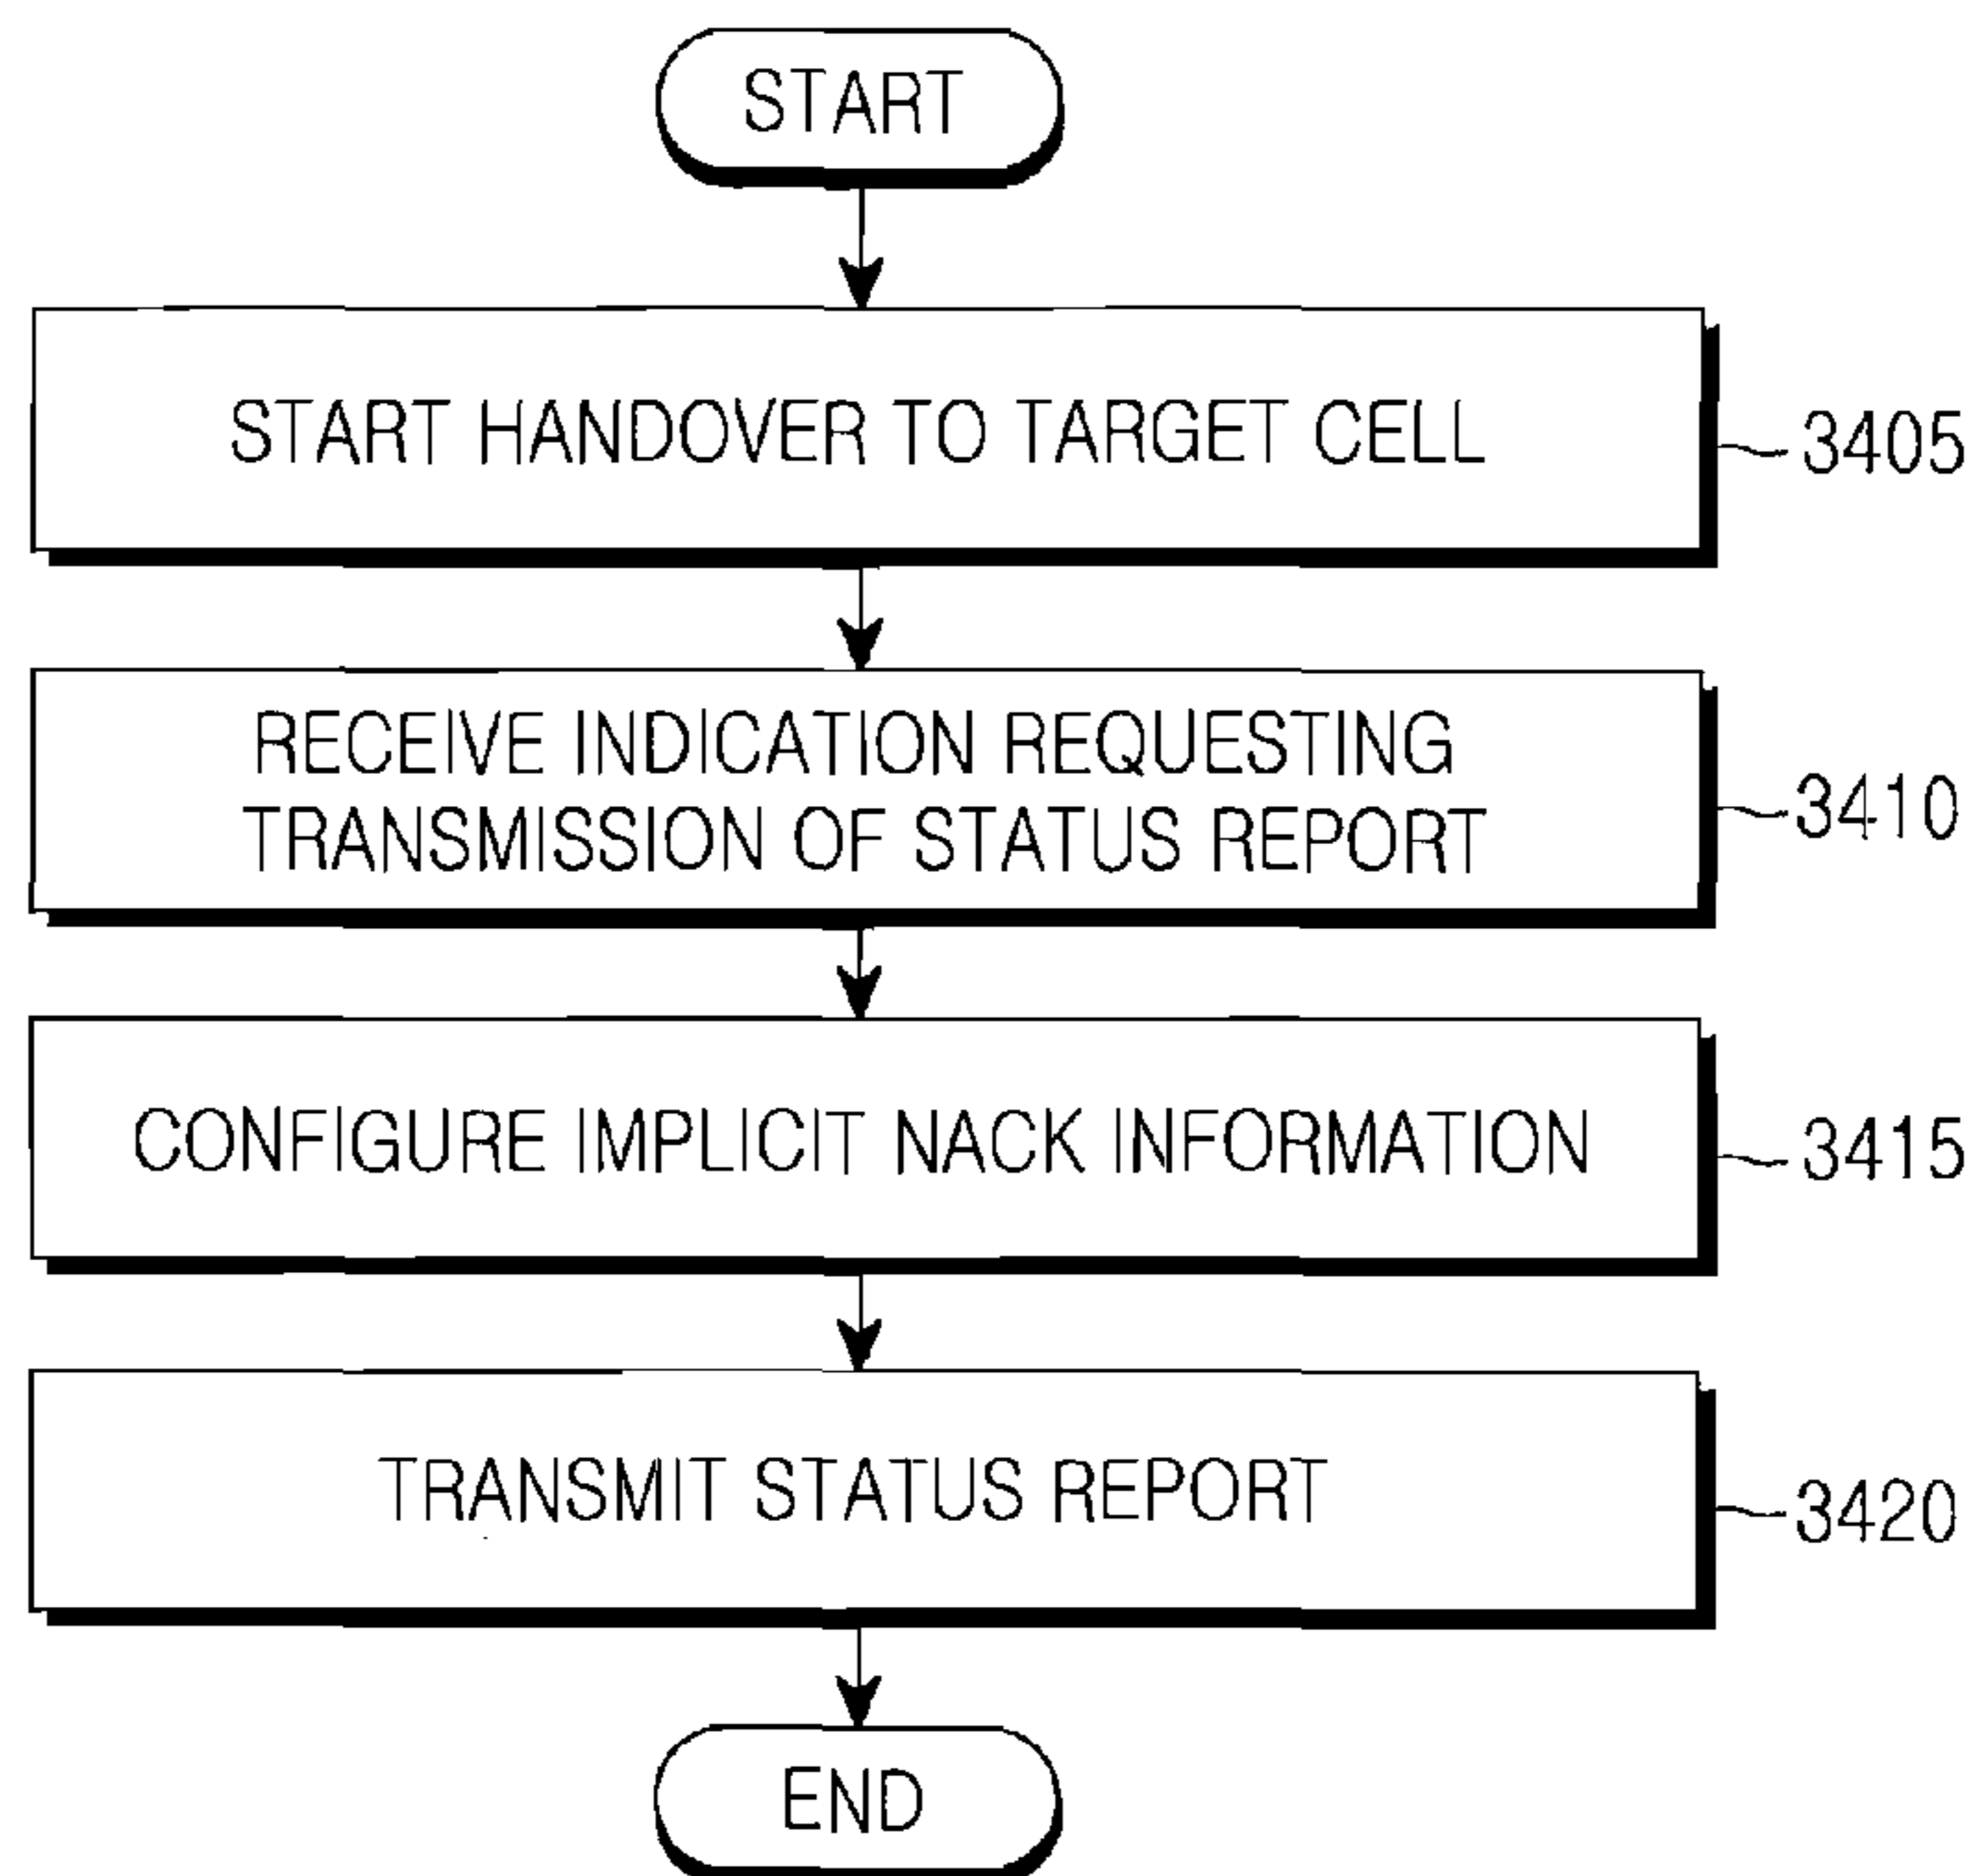 START
START HANDOVER TO TARGET CELL
3405
RECEIVE INDICATION REQUESTING
TRANSMISSION OF STATUS REPORT
3410
CONFIGURE IMPLICIT NACK INFORMATION
3415
TRANSMIT STATUS REPORT
3420
END